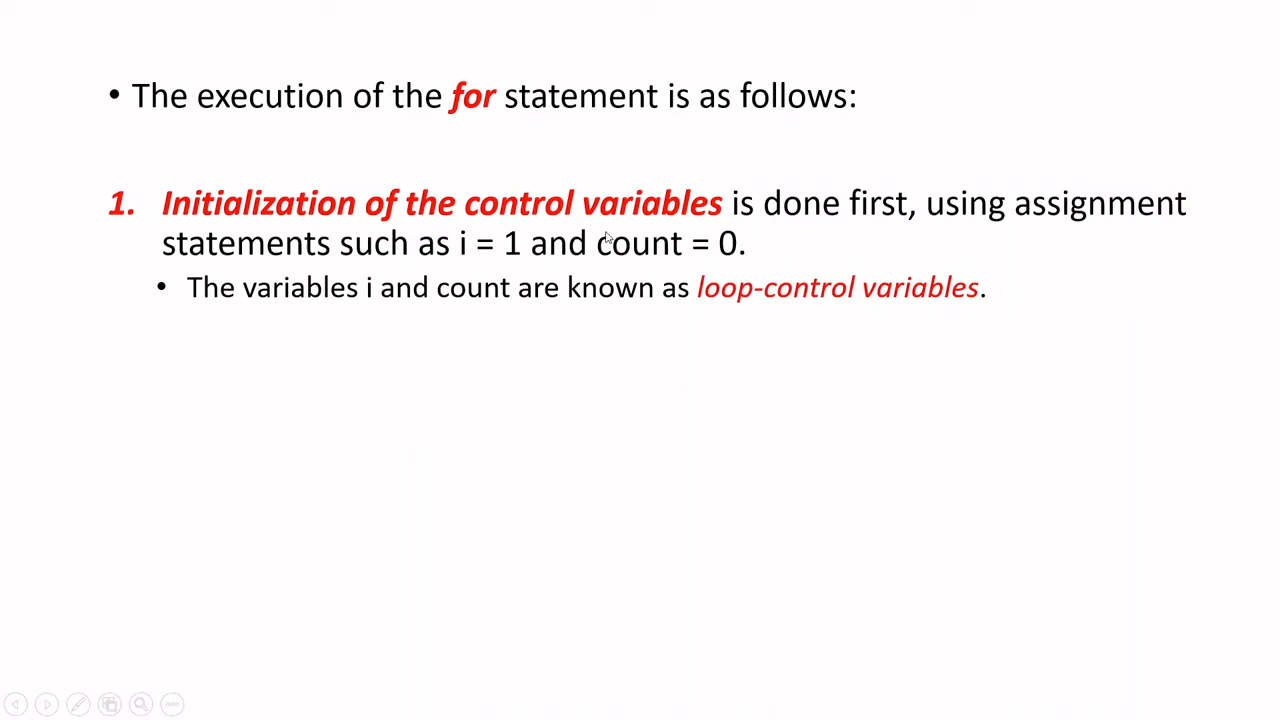 • The execution of the for statement is as follows:
1. Initialization of the control variables is done first, using assignment
statements such as i = 1 and count = 0.
• The variables i and count are known as loop-control variables.